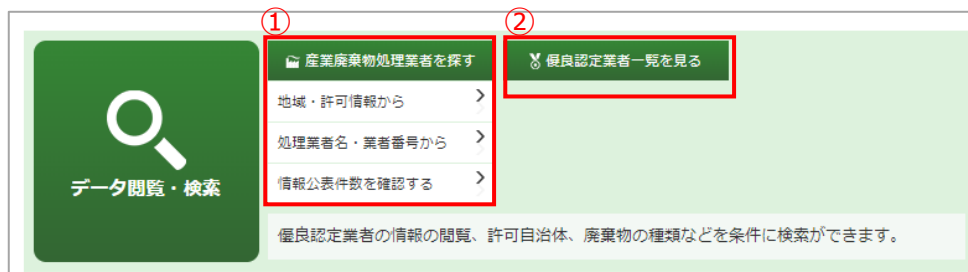 ①
②
産業廃棄物処理業者を探す
優良認定業者一覧を見る
地域・許可情報から
処理業者名・業者番号から
情報公表件数を確認する
データ閲覧・検索
優良認定業者の情報の閲覧、許可自治体、廃棄物の種類などを条件に検索ができます。